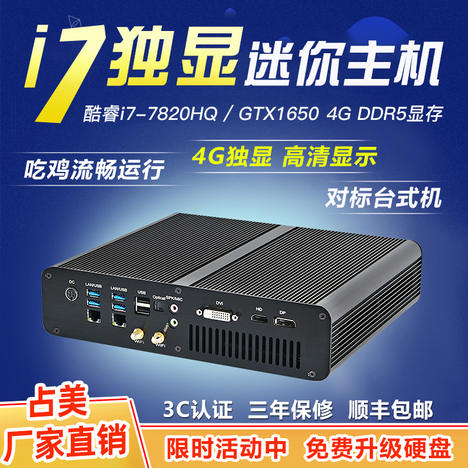 i7独显迷你主机
酷睿i7-7820HQ / GTX1650 4G DDR5显存
吃鸡流畅运行
4G独显 高清显示
对标台式机
DC
LAN/USB
LAN/USB
USB
Optical
SPK/MIC
DVI
HD
DP
WiFi
WiFi
占美
厂家直销
3C认证 三年保修 顺丰包邮
限时活动中 免费升级硬盘